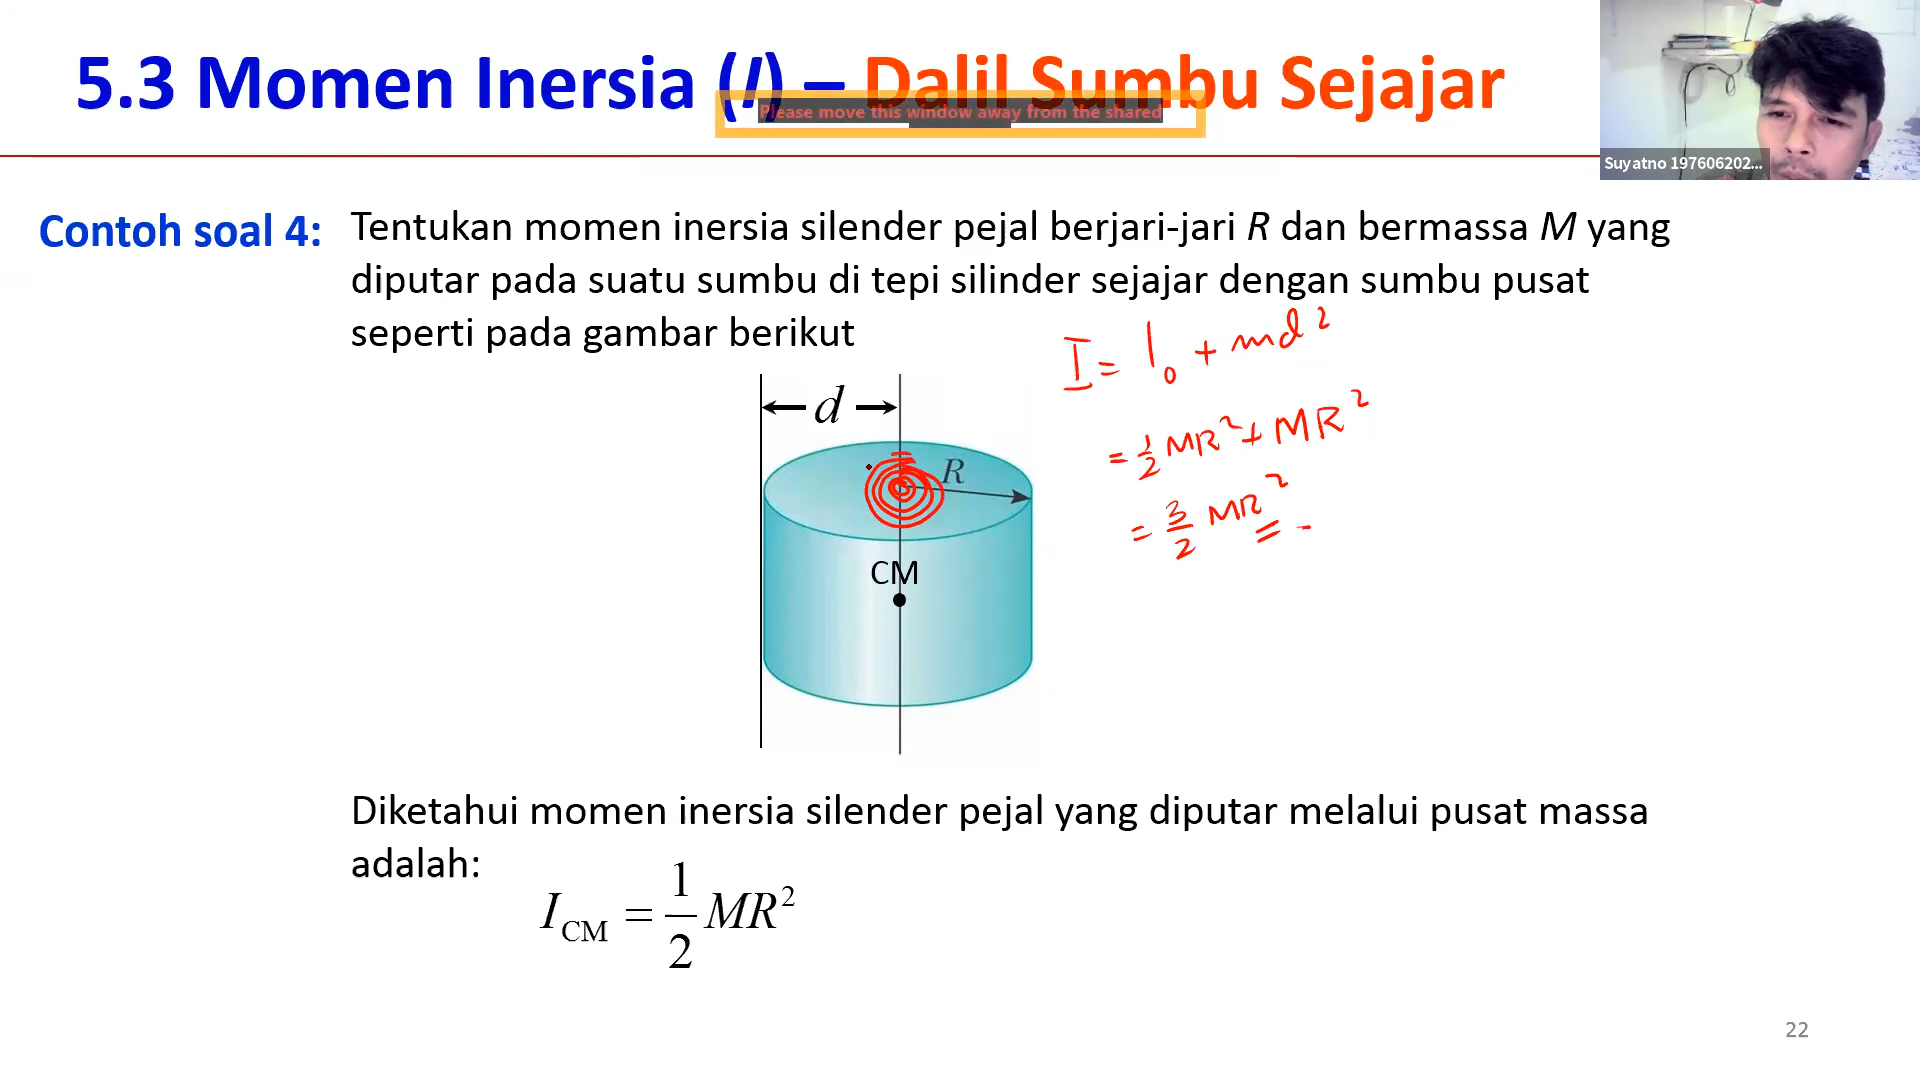 5.3 Momen Inersia (I) – Dalil Sumbu Sejajar
Please move this window away from the shared
Suyatno 197606202...
Contoh soal 4:
Tentukan momen inersia silender pejal berjari-jari R dan bermassa M yang
diputar pada suatu sumbu di tepi silinder sejajar dengan sumbu pusat
seperti pada gambar berikut
I = I₀ + md²
= 1/2 MR² + MR²
= 3/2 MR²
d
R
CM
Diketahui momen inersia silender pejal yang diputar melalui pusat massa
adalah:
I_CM = 1/2 MR²
22